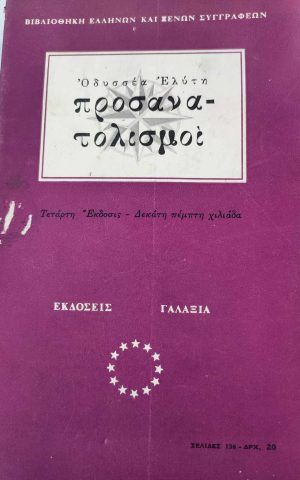 ΒΙΒΛΙΟΘΗΚΗ ΕΛΛΗΝΩΝ ΚΑΙ ΞΕΝΩΝ ΣΥΓΓΡΑΦΕΩΝ
Ὀδυσσέα Ἐλύτη
προσανα-
τολισμοὶ
Τετάρτη Ἔκδοσις - Δεκάτη πέμπτη χιλιάδα
ΕΚΔΟΣΕΙΣ ΓΑΛΑΞΙΑ
ΣΕΛΙΔΕΣ 136 - ΔΡΧ. 20